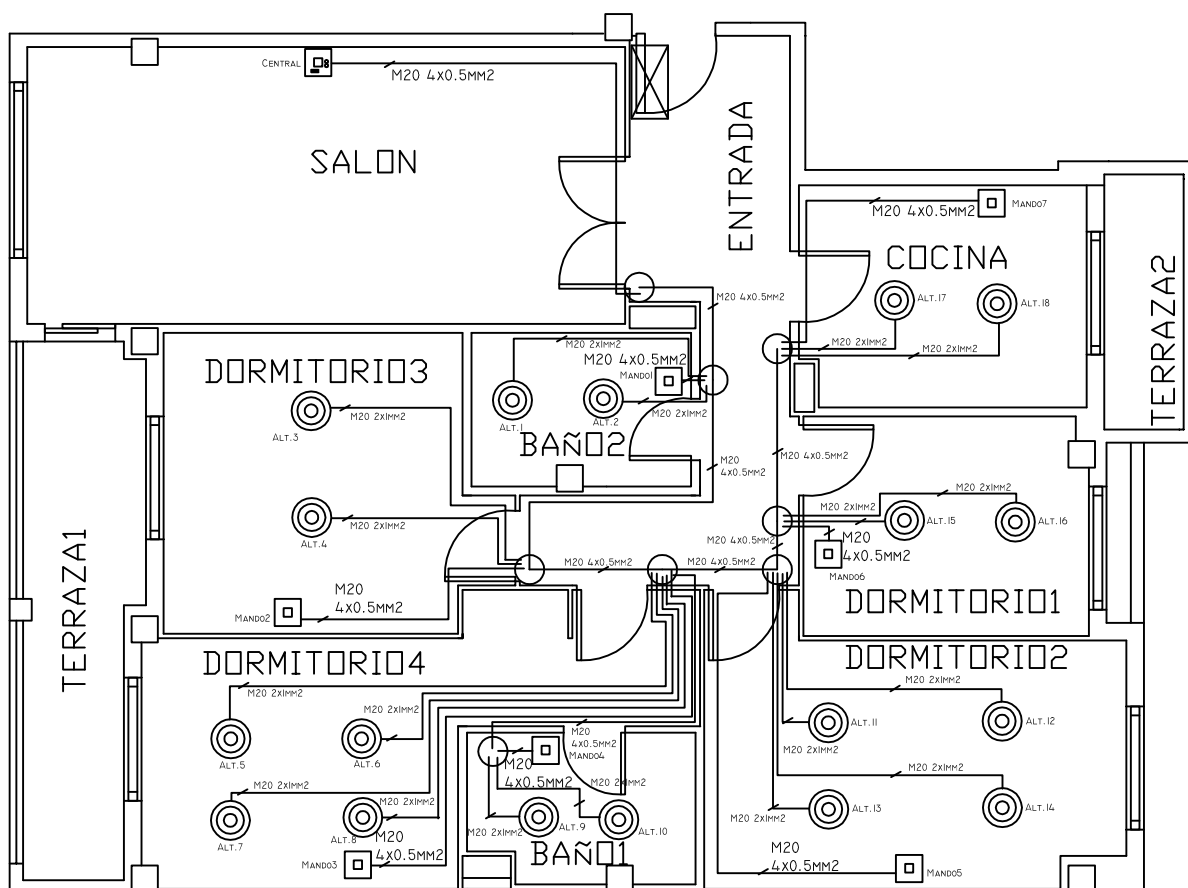 CENTRAL
M20 4x0.5MM2
SALON
ENTRADA
M20 4x0.5MM2
MANDO7
COCINA
TERRAZA2
ALT.17
ALT.18
M20 4x0.5MM2
M20 2x1MM2
M20 2x1MM2
M20 2x1MM2
M20 4x0.5MM2
MANDO1
DORMITORIO3
ALT.3
M20 2x1MM2
ALT.1
ALT.2
M20 2x1MM2
BAÑO2
M20
4x0.5MM2
M20 4x0.5MM2
M20 2x1MM2
M20 2x1MM2
ALT.15
ALT.16
ALT.4
M20 2x1MM2
TERRAZA1
M20 4x0.5MM2
M20
4x0.5MM2
MANDO6
M20 4x0.5MM2
M20 4x0.5MM2
M20
4x0.5MM2
MANDO2
DORMITORIO1
DORMITORIO4
DORMITORIO2
M20 2x1MM2
M20 2x1MM2
M20 2x1MM2
ALT.5
ALT.6
M20
4x0.5MM2
MANDO4
M20
4x0.5MM2
ALT.11
ALT.12
M20 2x1MM2
M20 2x1MM2
M20 2x1MM2
M20 2x1MM2
M20 2x1MM2
ALT.7
ALT.8
M20
4x0.5MM2
MANDO3
M20 2x1MM2
ALT.9
ALT.10
BAÑO1
M20 2x1MM2
ALT.13
ALT.14
M20
4x0.5MM2
MANDO5